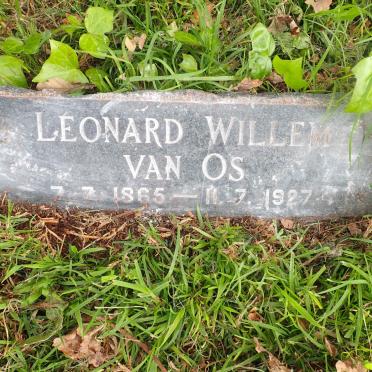 LEONARD WILLEM
VAN OS
7.7.1865 — 11.7.1927